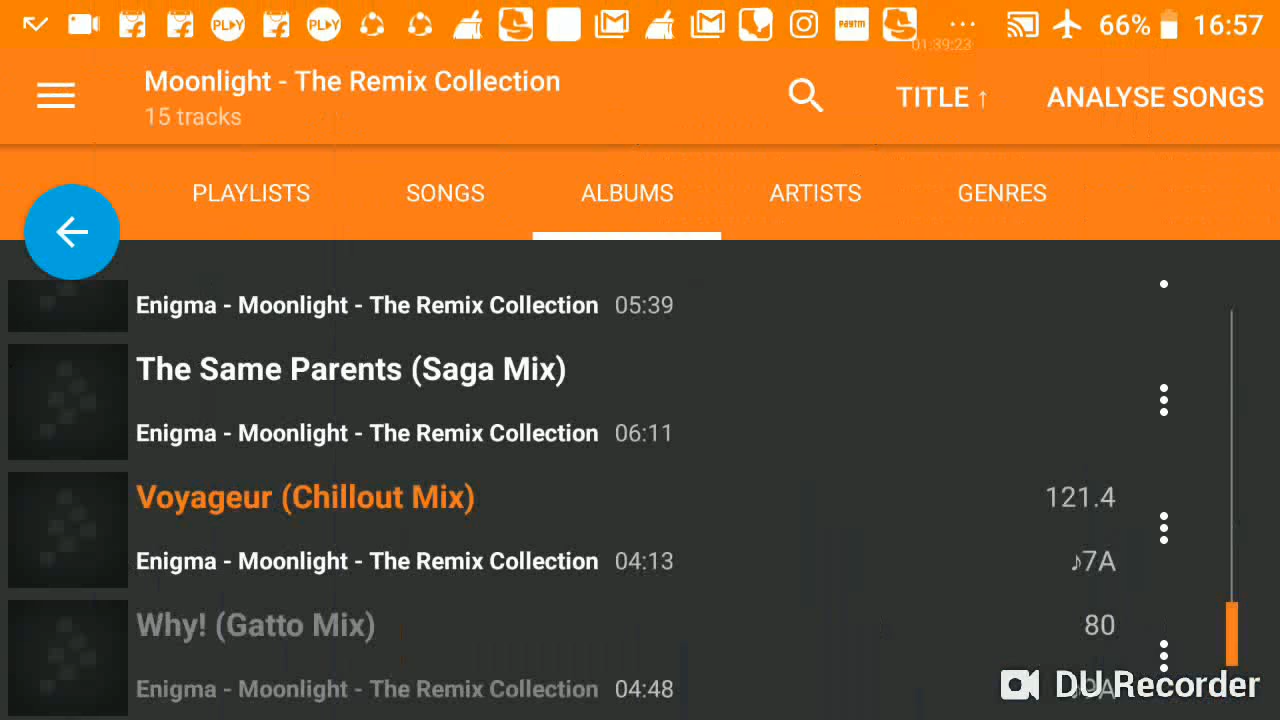 PLAY PLAY paytm ... 66% 16:57
01:39:23
Moonlight - The Remix Collection
15 tracks
TITLE ↑ ANALYSE SONGS
PLAYLISTS SONGS ALBUMS ARTISTS GENRES
Enigma - Moonlight - The Remix Collection 05:39
The Same Parents (Saga Mix)
Enigma - Moonlight - The Remix Collection 06:11
Voyageur (Chillout Mix) 121.4
Enigma - Moonlight - The Remix Collection 04:13 ♪7A
Why! (Gatto Mix) 80
Enigma - Moonlight - The Remix Collection 04:48
DU Recorder